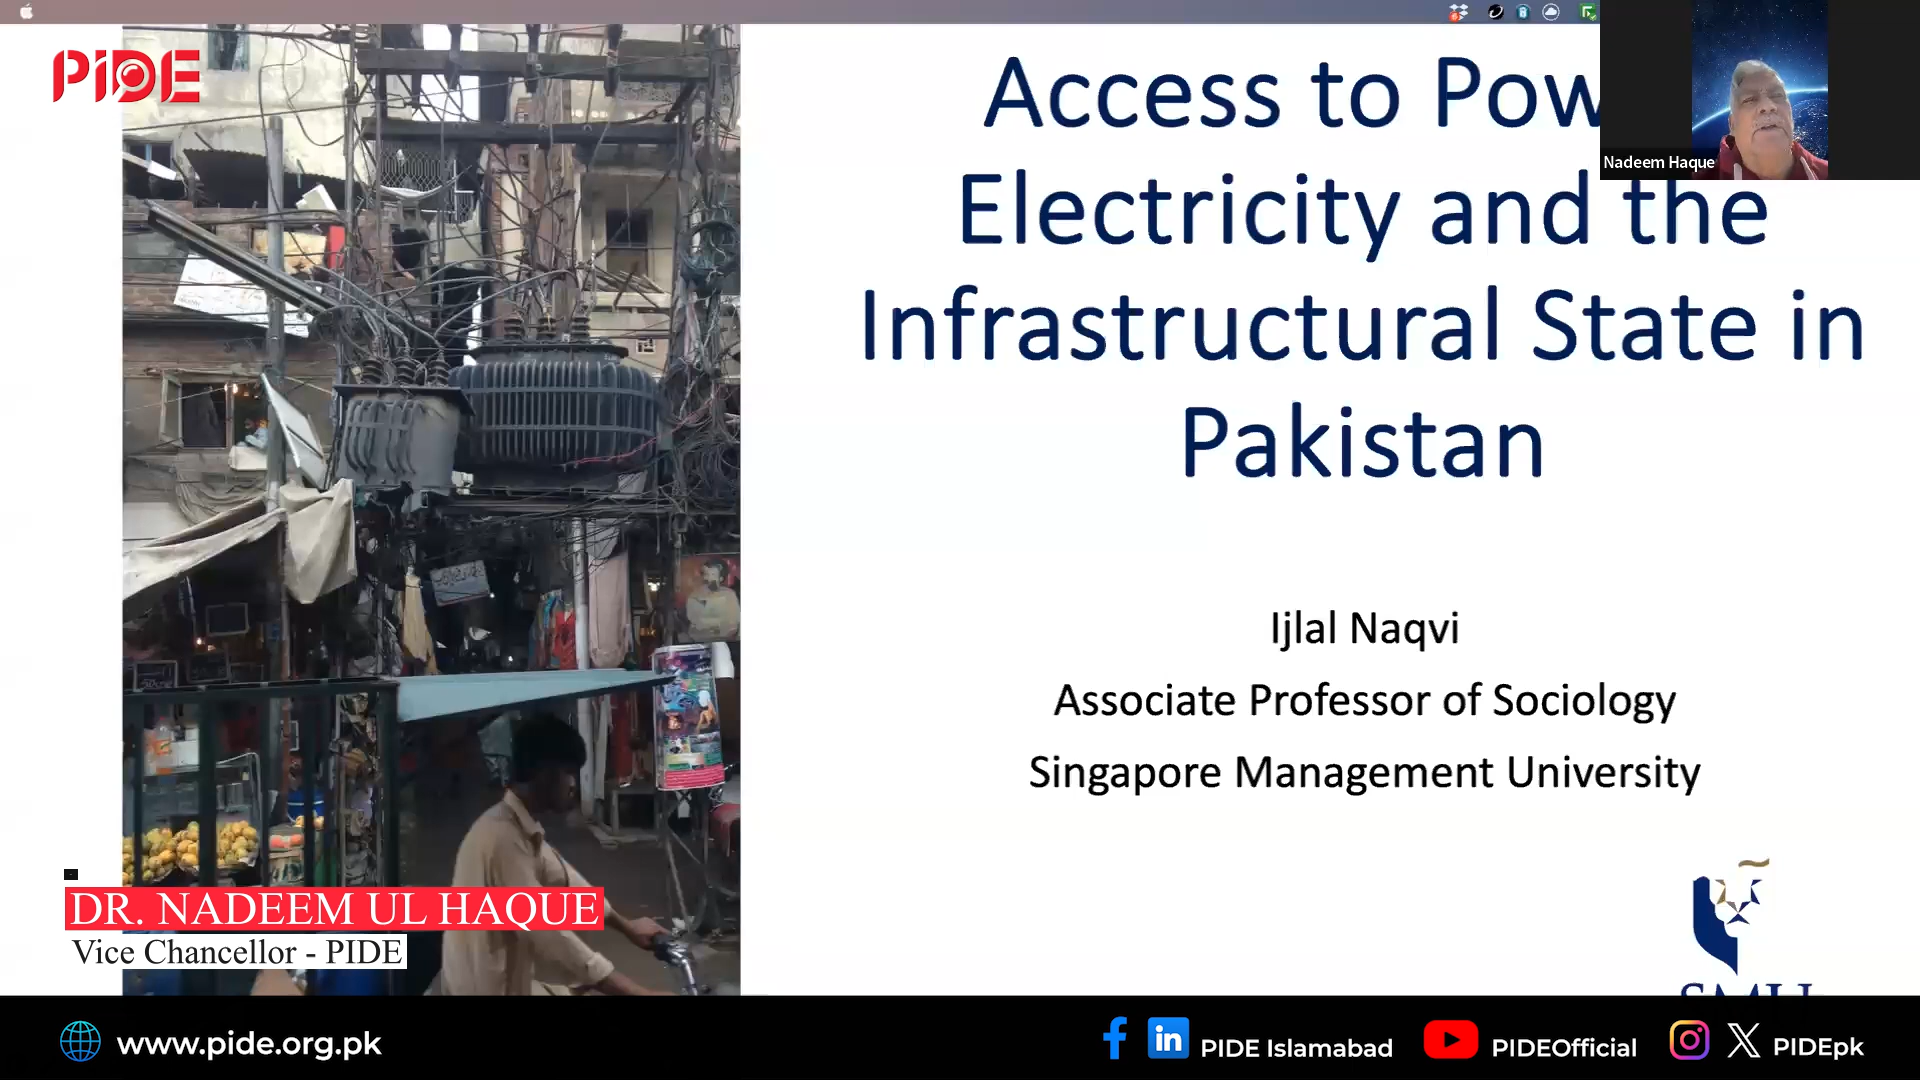 PIDE
Access to Pow
Electricity and the
Infrastructural State in
Pakistan
Nadeem Haque
Ijlal Naqvi
Associate Professor of Sociology
Singapore Management University
DR. NADEEM UL HAQUE
Vice Chancellor - PIDE
SMU
www.pide.org.pk
PIDE Islamabad
PIDEOfficial
PIDEpk